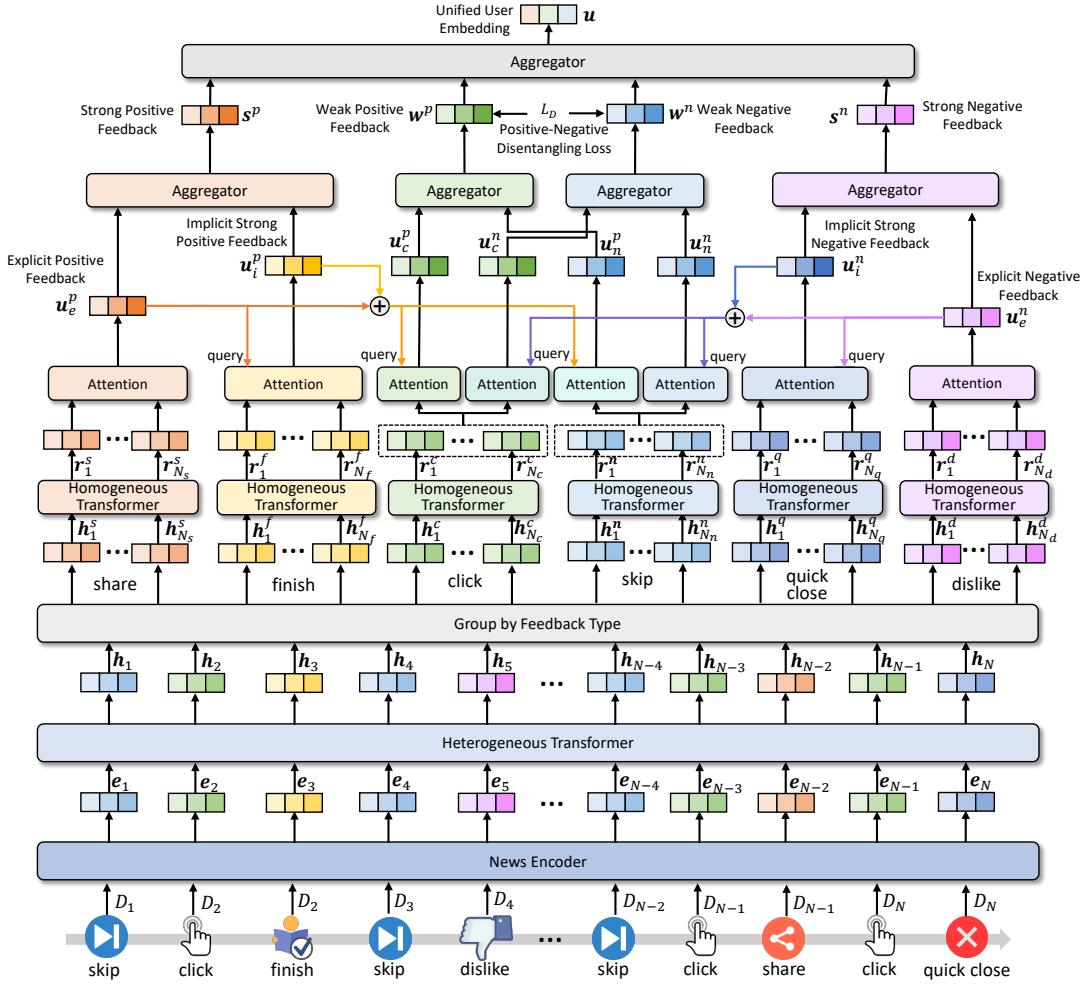 Unified User
Embedding
u
Aggregator
Strong Positive
Feedback
s^p
Weak Positive
Feedback
w^p
L_D
Positive-Negative
Disentangling Loss
w^n
Weak Negative
Feedback
s^n
Strong Negative
Feedback
Aggregator
Aggregator
Aggregator
Aggregator
Explicit Positive
Feedback
u_e^p
Implicit Strong
Positive Feedback
u_i^p
u_c^p
u_c^n
u_n^p
u_n^n
Implicit Strong
Negative Feedback
u_i^n
Explicit Negative
Feedback
u_e^n
+
+
query
query
query
query
query
query
Attention
Attention
Attention
Attention
Attention
Attention
Attention
Attention
r_1^s ••• r_{N_s}^s
r_1^f ••• r_{N_f}^f
r_1^c ••• r_{N_c}^c
r_1^n ••• r_{N_n}^n
r_1^q ••• r_{N_q}^q
r_1^d ••• r_{N_d}^d
Homogeneous
Transformer
Homogeneous
Transformer
Homogeneous
Transformer
Homogeneous
Transformer
Homogeneous
Transformer
Homogeneous
Transformer
h_1^s ••• h_{N_s}^s
h_1^f ••• h_{N_f}^f
h_1^c ••• h_{N_c}^c
h_1^n ••• h_{N_n}^n
h_1^q ••• h_{N_q}^q
h_1^d ••• h_{N_d}^d
share
finish
click
skip
quick
close
dislike
Group by Feedback Type
h_1 h_2 h_3 h_4 h_5 ••• h_{N−4} h_{N−3} h_{N−2} h_{N−1} h_N
Heterogeneous Transformer
e_1 e_2 e_3 e_4 e_5 ••• e_{N−4} e_{N−3} e_{N−2} e_{N−1} e_N
News Encoder
D_1 D_2 D_2 D_3 D_4 D_{N−2} D_{N−1} D_{N−1} D_N D_N
•••
skip click finish skip dislike skip click share click quick close